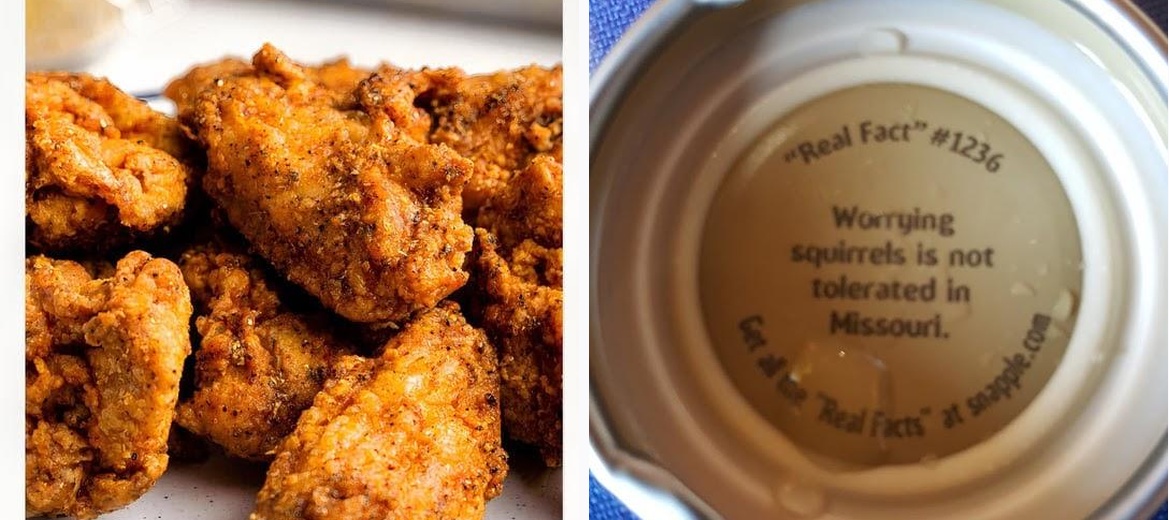 "Real Fact" #1236
Worrying
squirrels is not
tolerated in
Missouri.
Get all the "Real Facts" at snapple.com